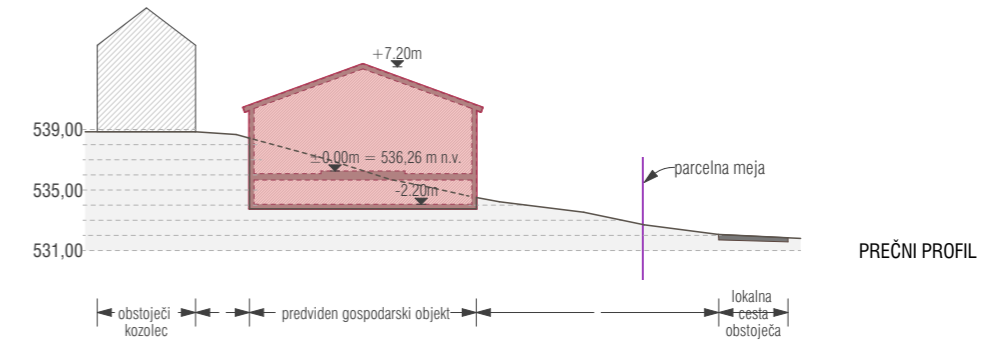 +7.20m
539,00
±0,00m = 536,26 m n.v.
parcelna meja
535,00
-2.20m
531,00
PREČNI PROFIL
obstoječi
kozolec
predviden gospodarski objekt
lokalna
cesta
obstoječa